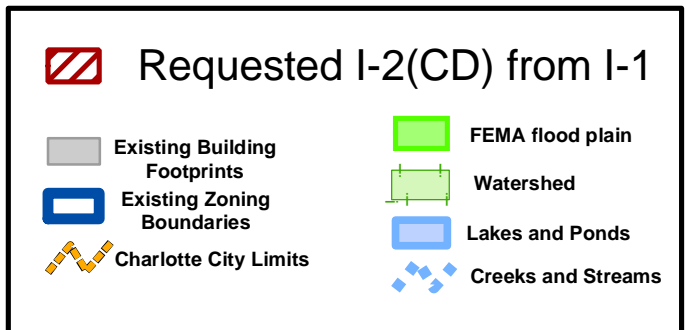 Requested I-2(CD) from I-1
Existing Building
Footprints
Existing Zoning
Boundaries
Charlotte City Limits
FEMA flood plain
Watershed
Lakes and Ponds
Creeks and Streams